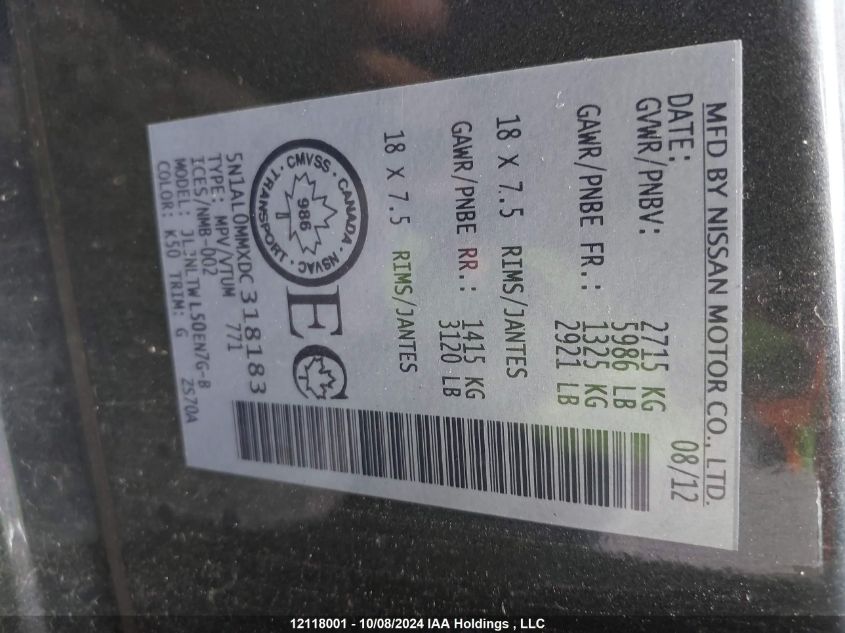 MFD BY NISSAN MOTOR CO., LTD.
DATE: 08/12
GVWR/PNBV: 2715 KG
5986 LB
GAWR/PNBE FR.: 1325 KG
2921 LB
18 X 7.5 RIMS/JANTES
GAWR/PNBE RR.: 1415 KG
3120 LB
18 X 7.5 RIMS/JANTES
CMVSS · CANADA · NSVAC · TRANSPORT ·
986
EC
5N1AL0MMXDC318183
TYPE: MPV/VTUM 771
ICES/NMB-002
MODEL: L50EN7G-B
COLOR: K50 TRIM: G 2S70A
12118001 - 10/08/2024 IAA Holdings , LLC